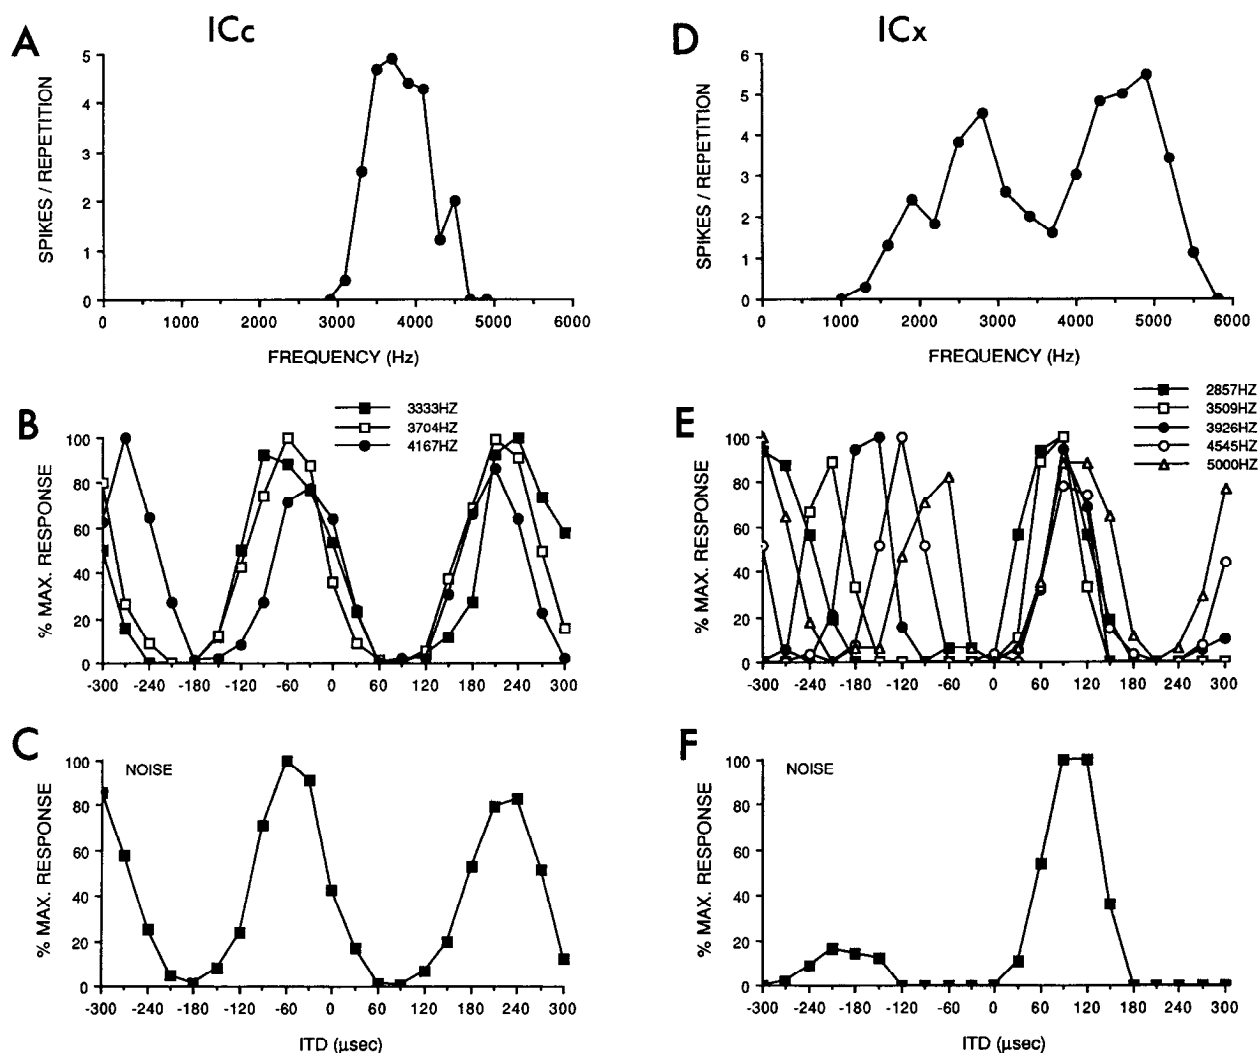 A
ICc
SPIKES / REPETITION
5
4
3
2
1
0
0 1000 2000 3000 4000 5000 6000
FREQUENCY (Hz)
D
ICx
SPIKES / REPETITION
6
5
4
3
2
1
0
0 1000 2000 3000 4000 5000 6000
FREQUENCY (Hz)
B
3333HZ
3704HZ
4167HZ
% MAX. RESPONSE
100
80
60
40
20
0
-300 -240 -180 -120 -60 0 60 120 180 240 300
E
2857HZ
3509HZ
3926HZ
4545HZ
5000HZ
% MAX. RESPONSE
100
80
60
40
20
0
-300 -240 -180 -120 -60 0 60 120 180 240 300
C
NOISE
% MAX. RESPONSE
100
80
60
40
20
0
-300 -240 -180 -120 -60 0 60 120 180 240 300
ITD (μsec)
F
NOISE
% MAX. RESPONSE
100
80
60
40
20
0
-300 -240 -180 -120 -60 0 60 120 180 240 300
ITD (μsec)